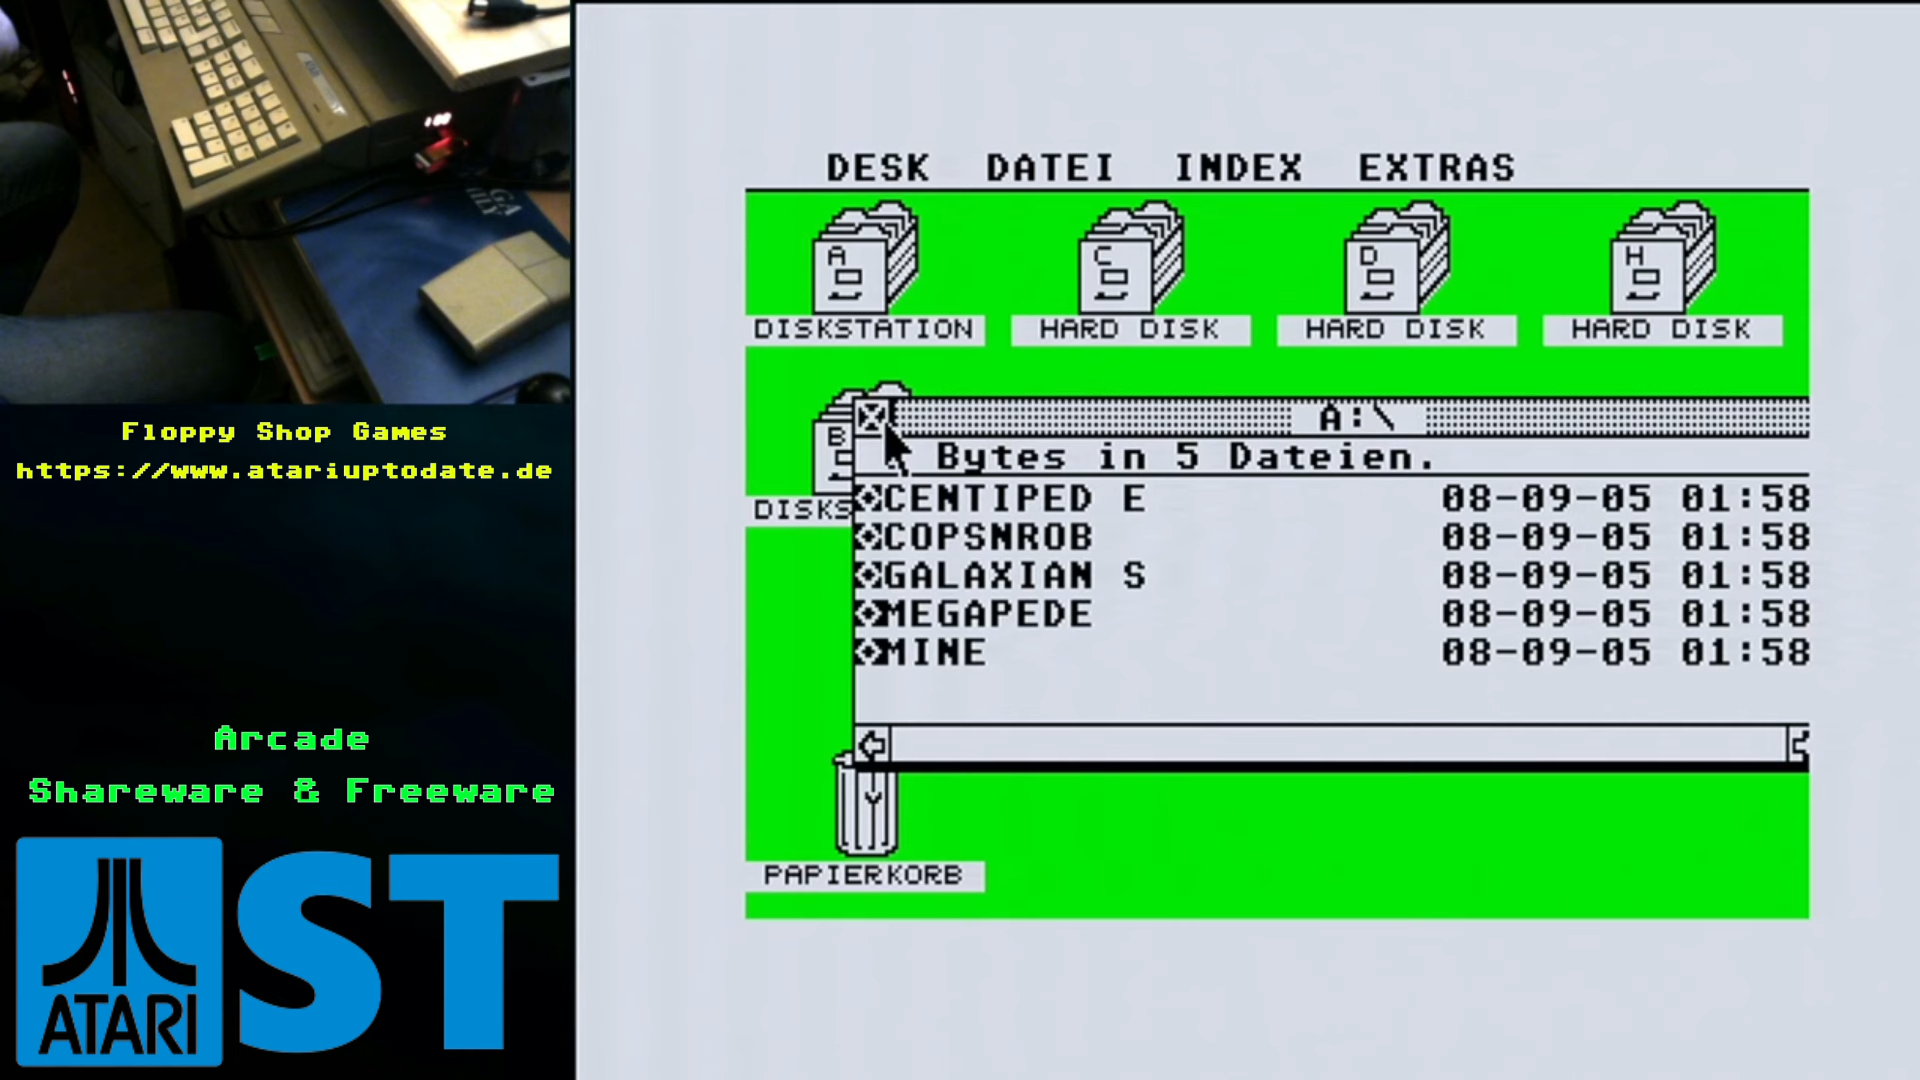 Floppy Shop Games
https://www.atariuptodate.de
Arcade
Shareware & Freeware
ATARI
ST
DESK DATEI INDEX EXTRAS
A
DISKSTATION
C
HARD DISK
D
HARD DISK
H
HARD DISK
B
DISKS
A:\
Bytes in 5 Dateien.
CENTIPED E 08-09-05 01:58
COPSNROB 08-09-05 01:58
GALAXIAN S 08-09-05 01:58
MEGAPEDE 08-09-05 01:58
MINE 08-09-05 01:58
PAPIERKORB